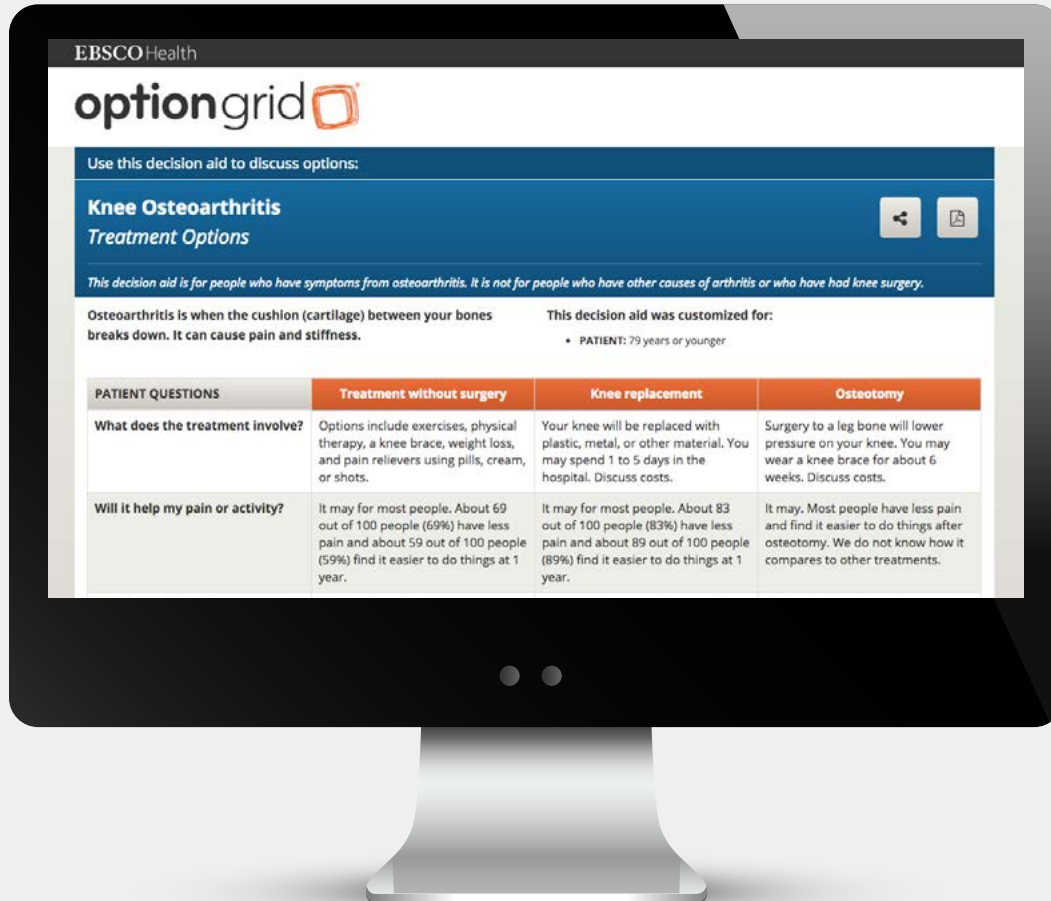 EBSCO Health
optiongrid
Use this decision aid to discuss options:
Knee Osteoarthritis
Treatment Options
This decision aid is for people who have symptoms from osteoarthritis. It is not for people who have other causes of arthritis or who have had knee surgery.
Osteoarthritis is when the cushion (cartilage) between your bones
breaks down. It can cause pain and stiffness.
This decision aid was customized for:
• PATIENT: 79 years or younger
PATIENT QUESTIONS
Treatment without surgery
Knee replacement
Osteotomy
What does the treatment involve?
Options include exercises, physical
therapy, a knee brace, weight loss,
and pain relievers using pills, cream,
or shots.
Your knee will be replaced with
plastic, metal, or other material. You
may spend 1 to 5 days in the
hospital. Discuss costs.
Surgery to a leg bone will lower
pressure on your knee. You may
wear a knee brace for about 6
weeks. Discuss costs.
Will it help my pain or activity?
It may for most people. About 69
out of 100 people (69%) have less
pain and about 59 out of 100 people
(59%) find it easier to do things at 1
year.
It may for most people. About 83
out of 100 people (83%) have less
pain and about 89 out of 100 people
(89%) find it easier to do things at 1
year.
It may. Most people have less pain
and find it easier to do things after
osteotomy. We do not know how it
compares to other treatments.